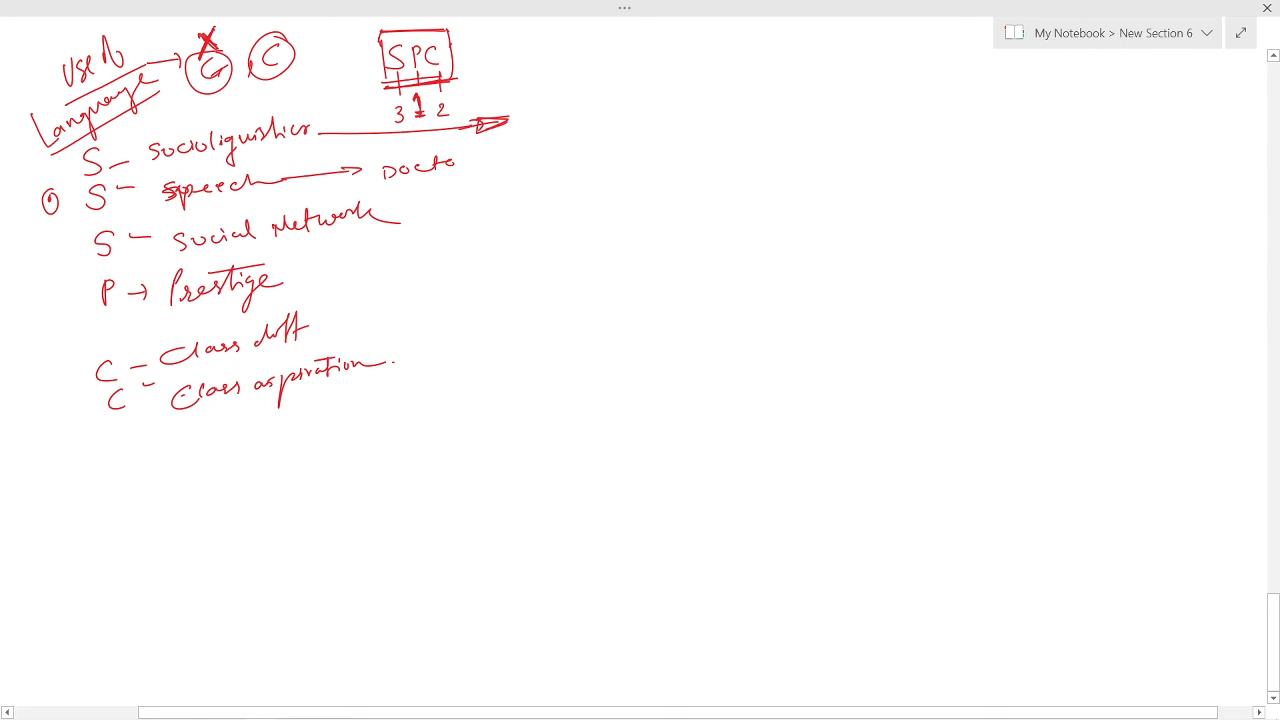 My Notebook > New Section 6
Use of
Language → G C
SPC
3 1 2
S - Socioliguistics →
① S - Speech → Docto
S - Social Network
P → Prestige
C - Class diff
C - Class aspiration.